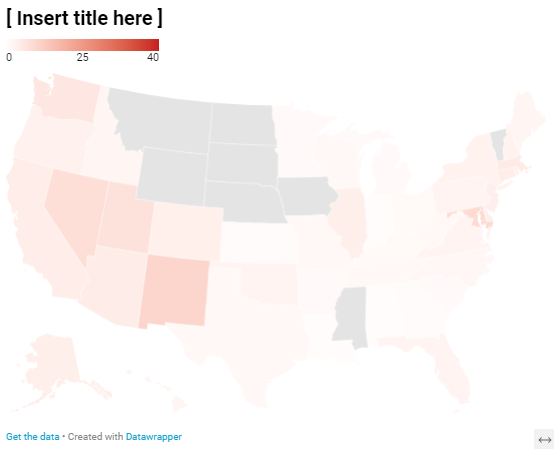 [ Insert title here ]
0 25 40
Get the data • Created with Datawrapper